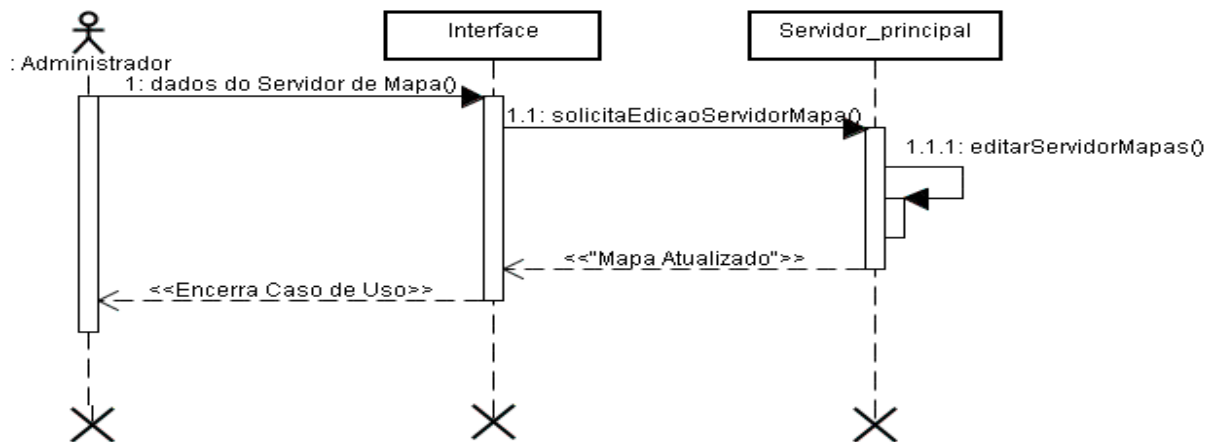 Interface
Servidor_principal
: Administrador
1: dados do Servidor de Mapa()
1.1: solicitaEdicaoServidorMapa()
1.1.1: editarServidorMapas()
<<"Mapa Atualizado">>
<<Encerra Caso de Uso>>